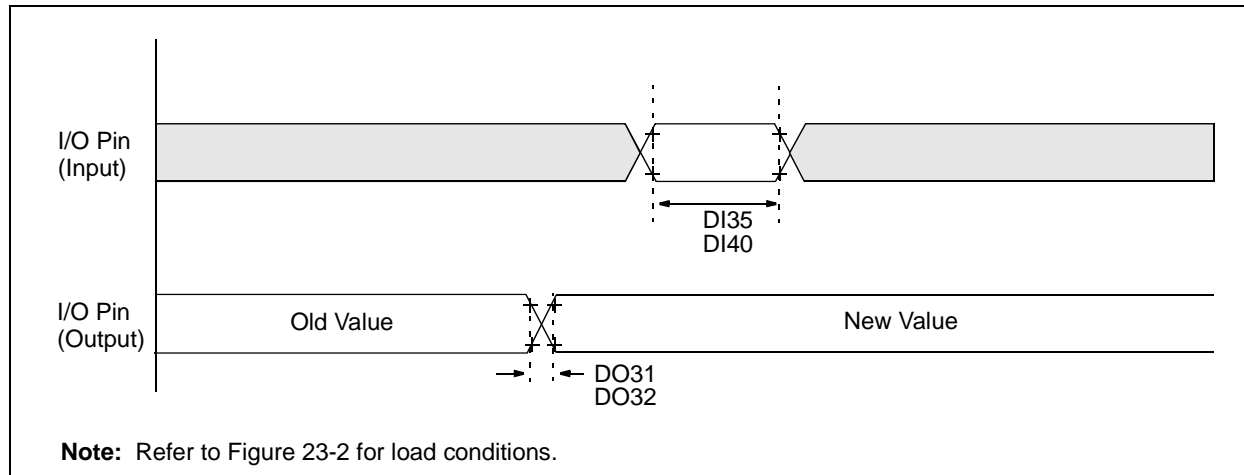 I/O Pin
(Input)
DI35
DI40
I/O Pin
(Output)
Old Value
New Value
DO31
DO32
Note: Refer to Figure 23-2 for load conditions.